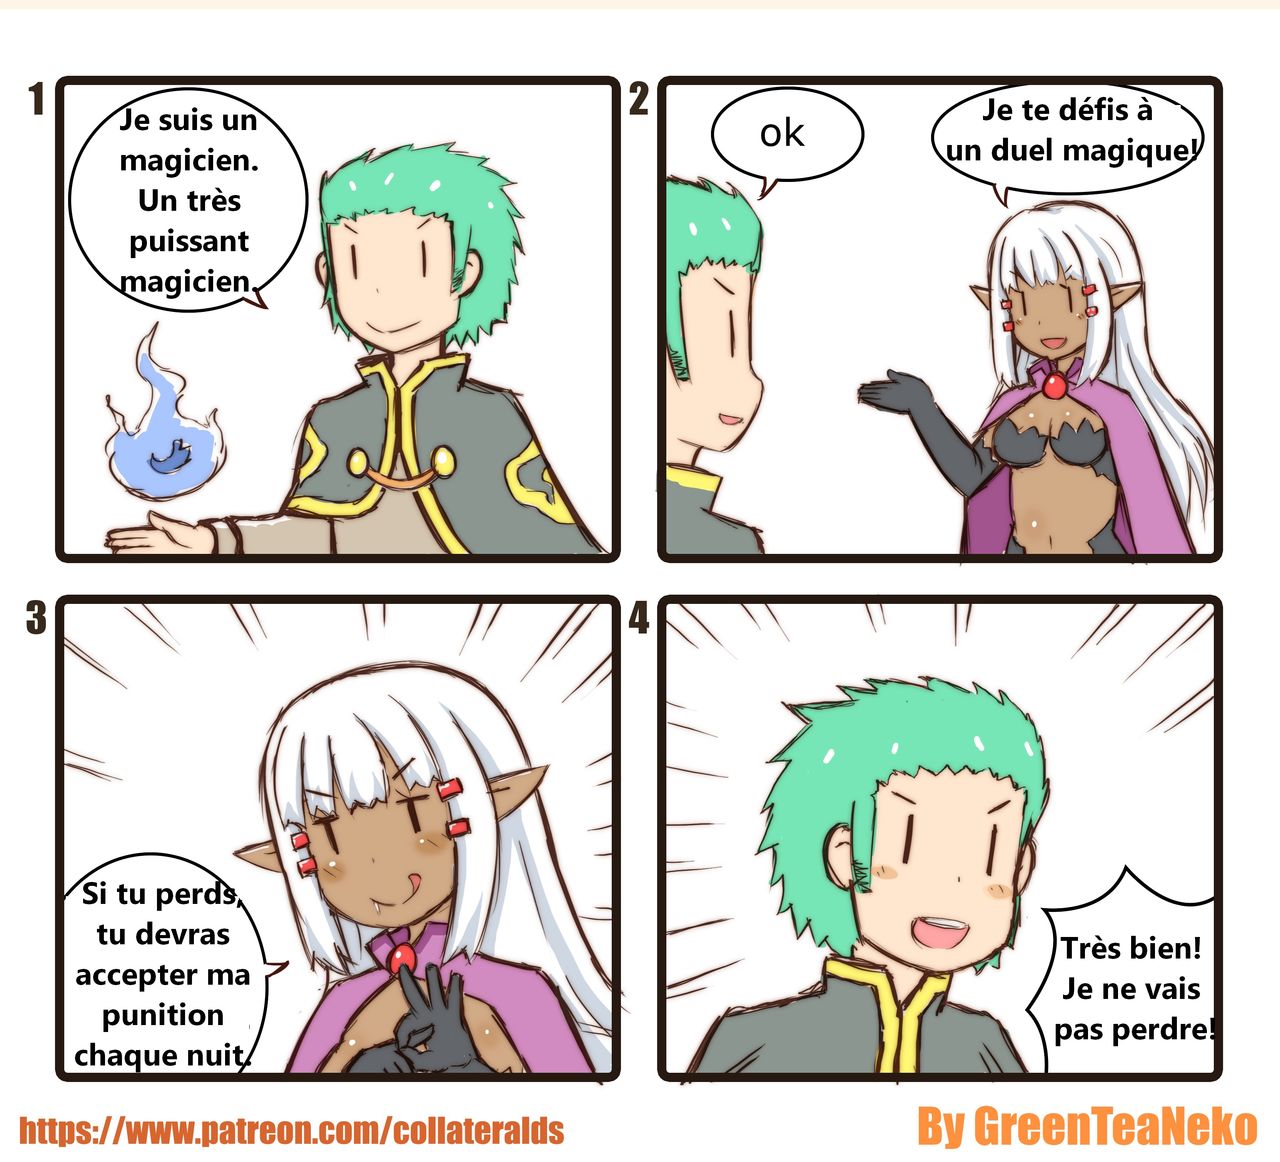 1
Je suis un
magicien.
Un très
puissant
magicien.
2
ok
Je te défis à
un duel magique!
3
Si tu perds,
tu devras
accepter ma
punition
chaque nuit.
4
Très bien!
Je ne vais
pas perdre!
https://www.patreon.com/collateralds
By GreenTeaNeko